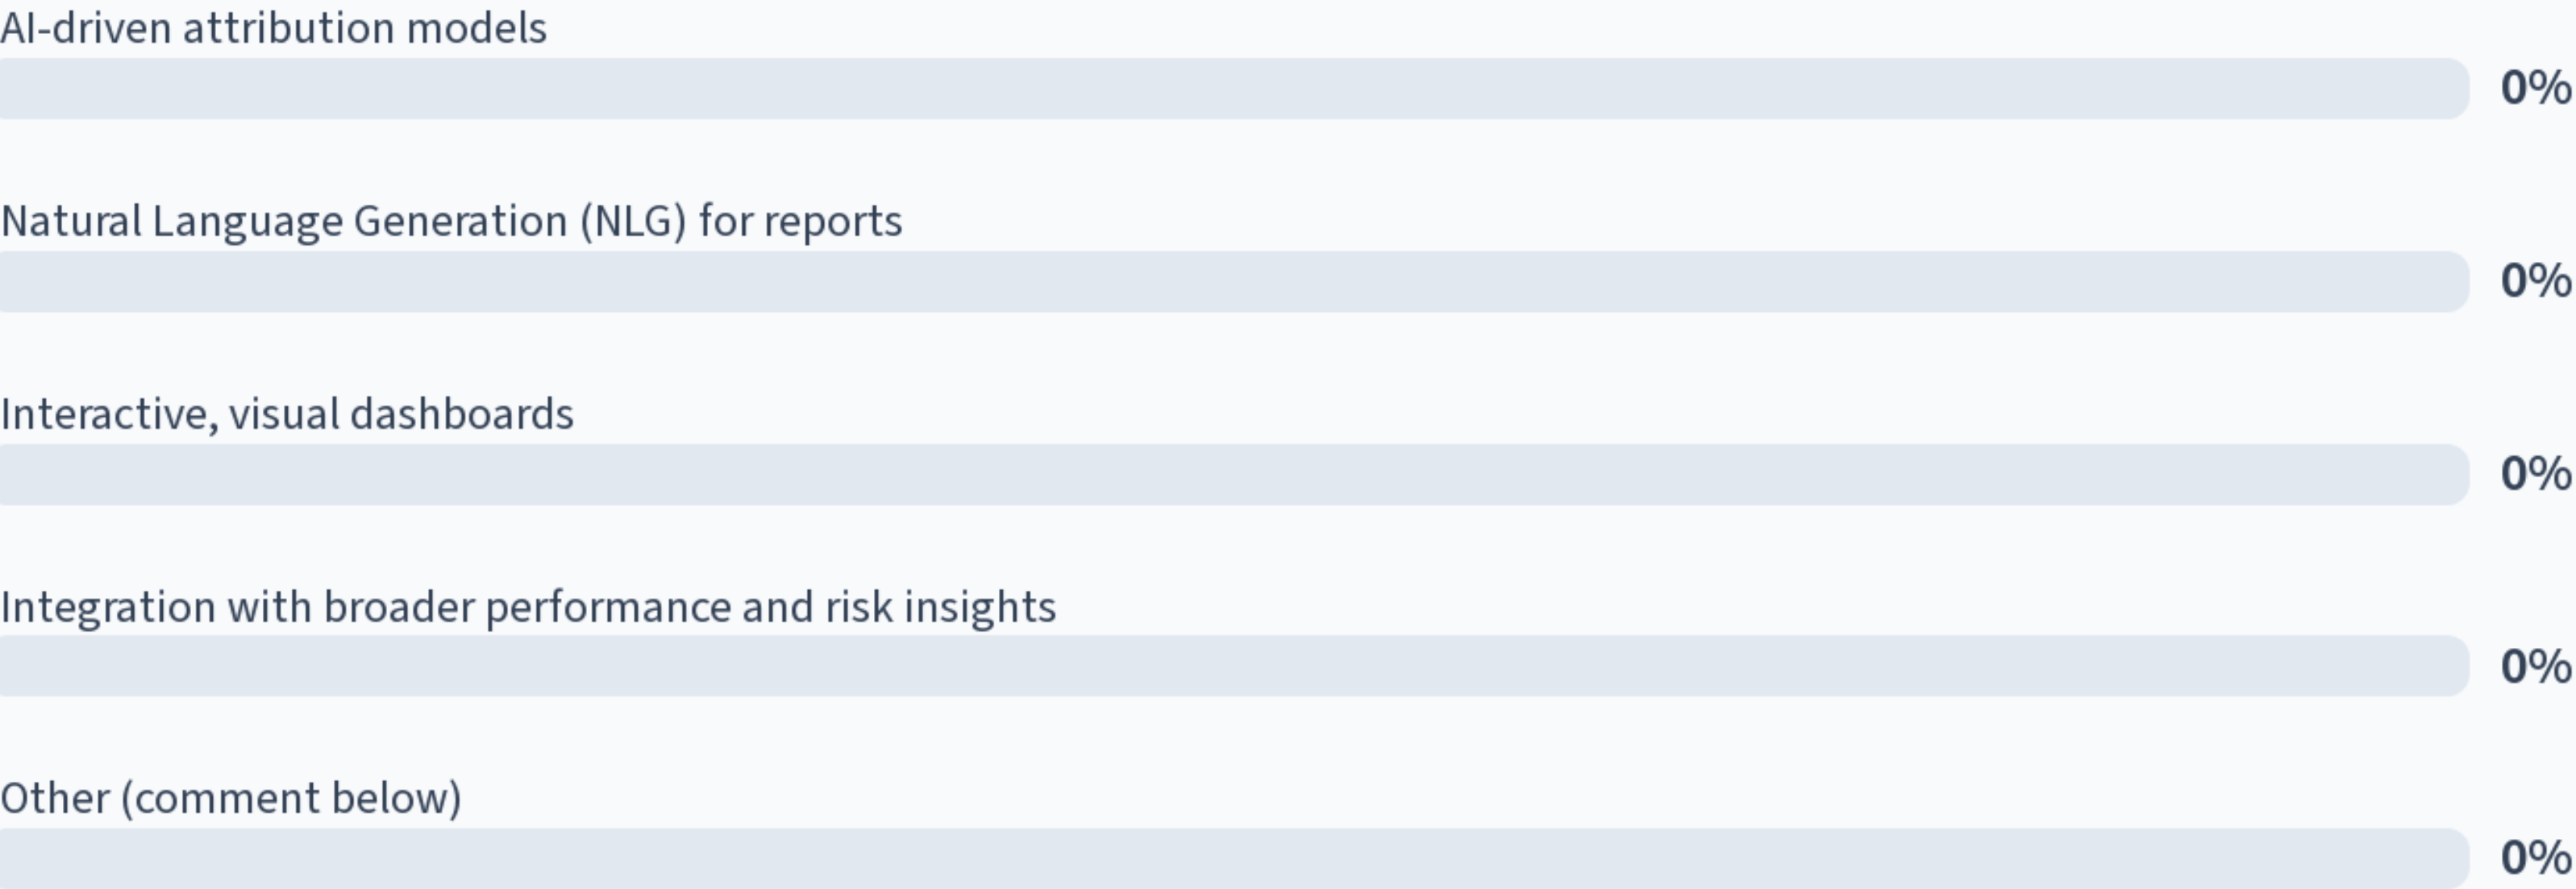 AI-driven attribution models
0%
Natural Language Generation (NLG) for reports
0%
Interactive, visual dashboards
0%
Integration with broader performance and risk insights
0%
Other (comment below)
0%